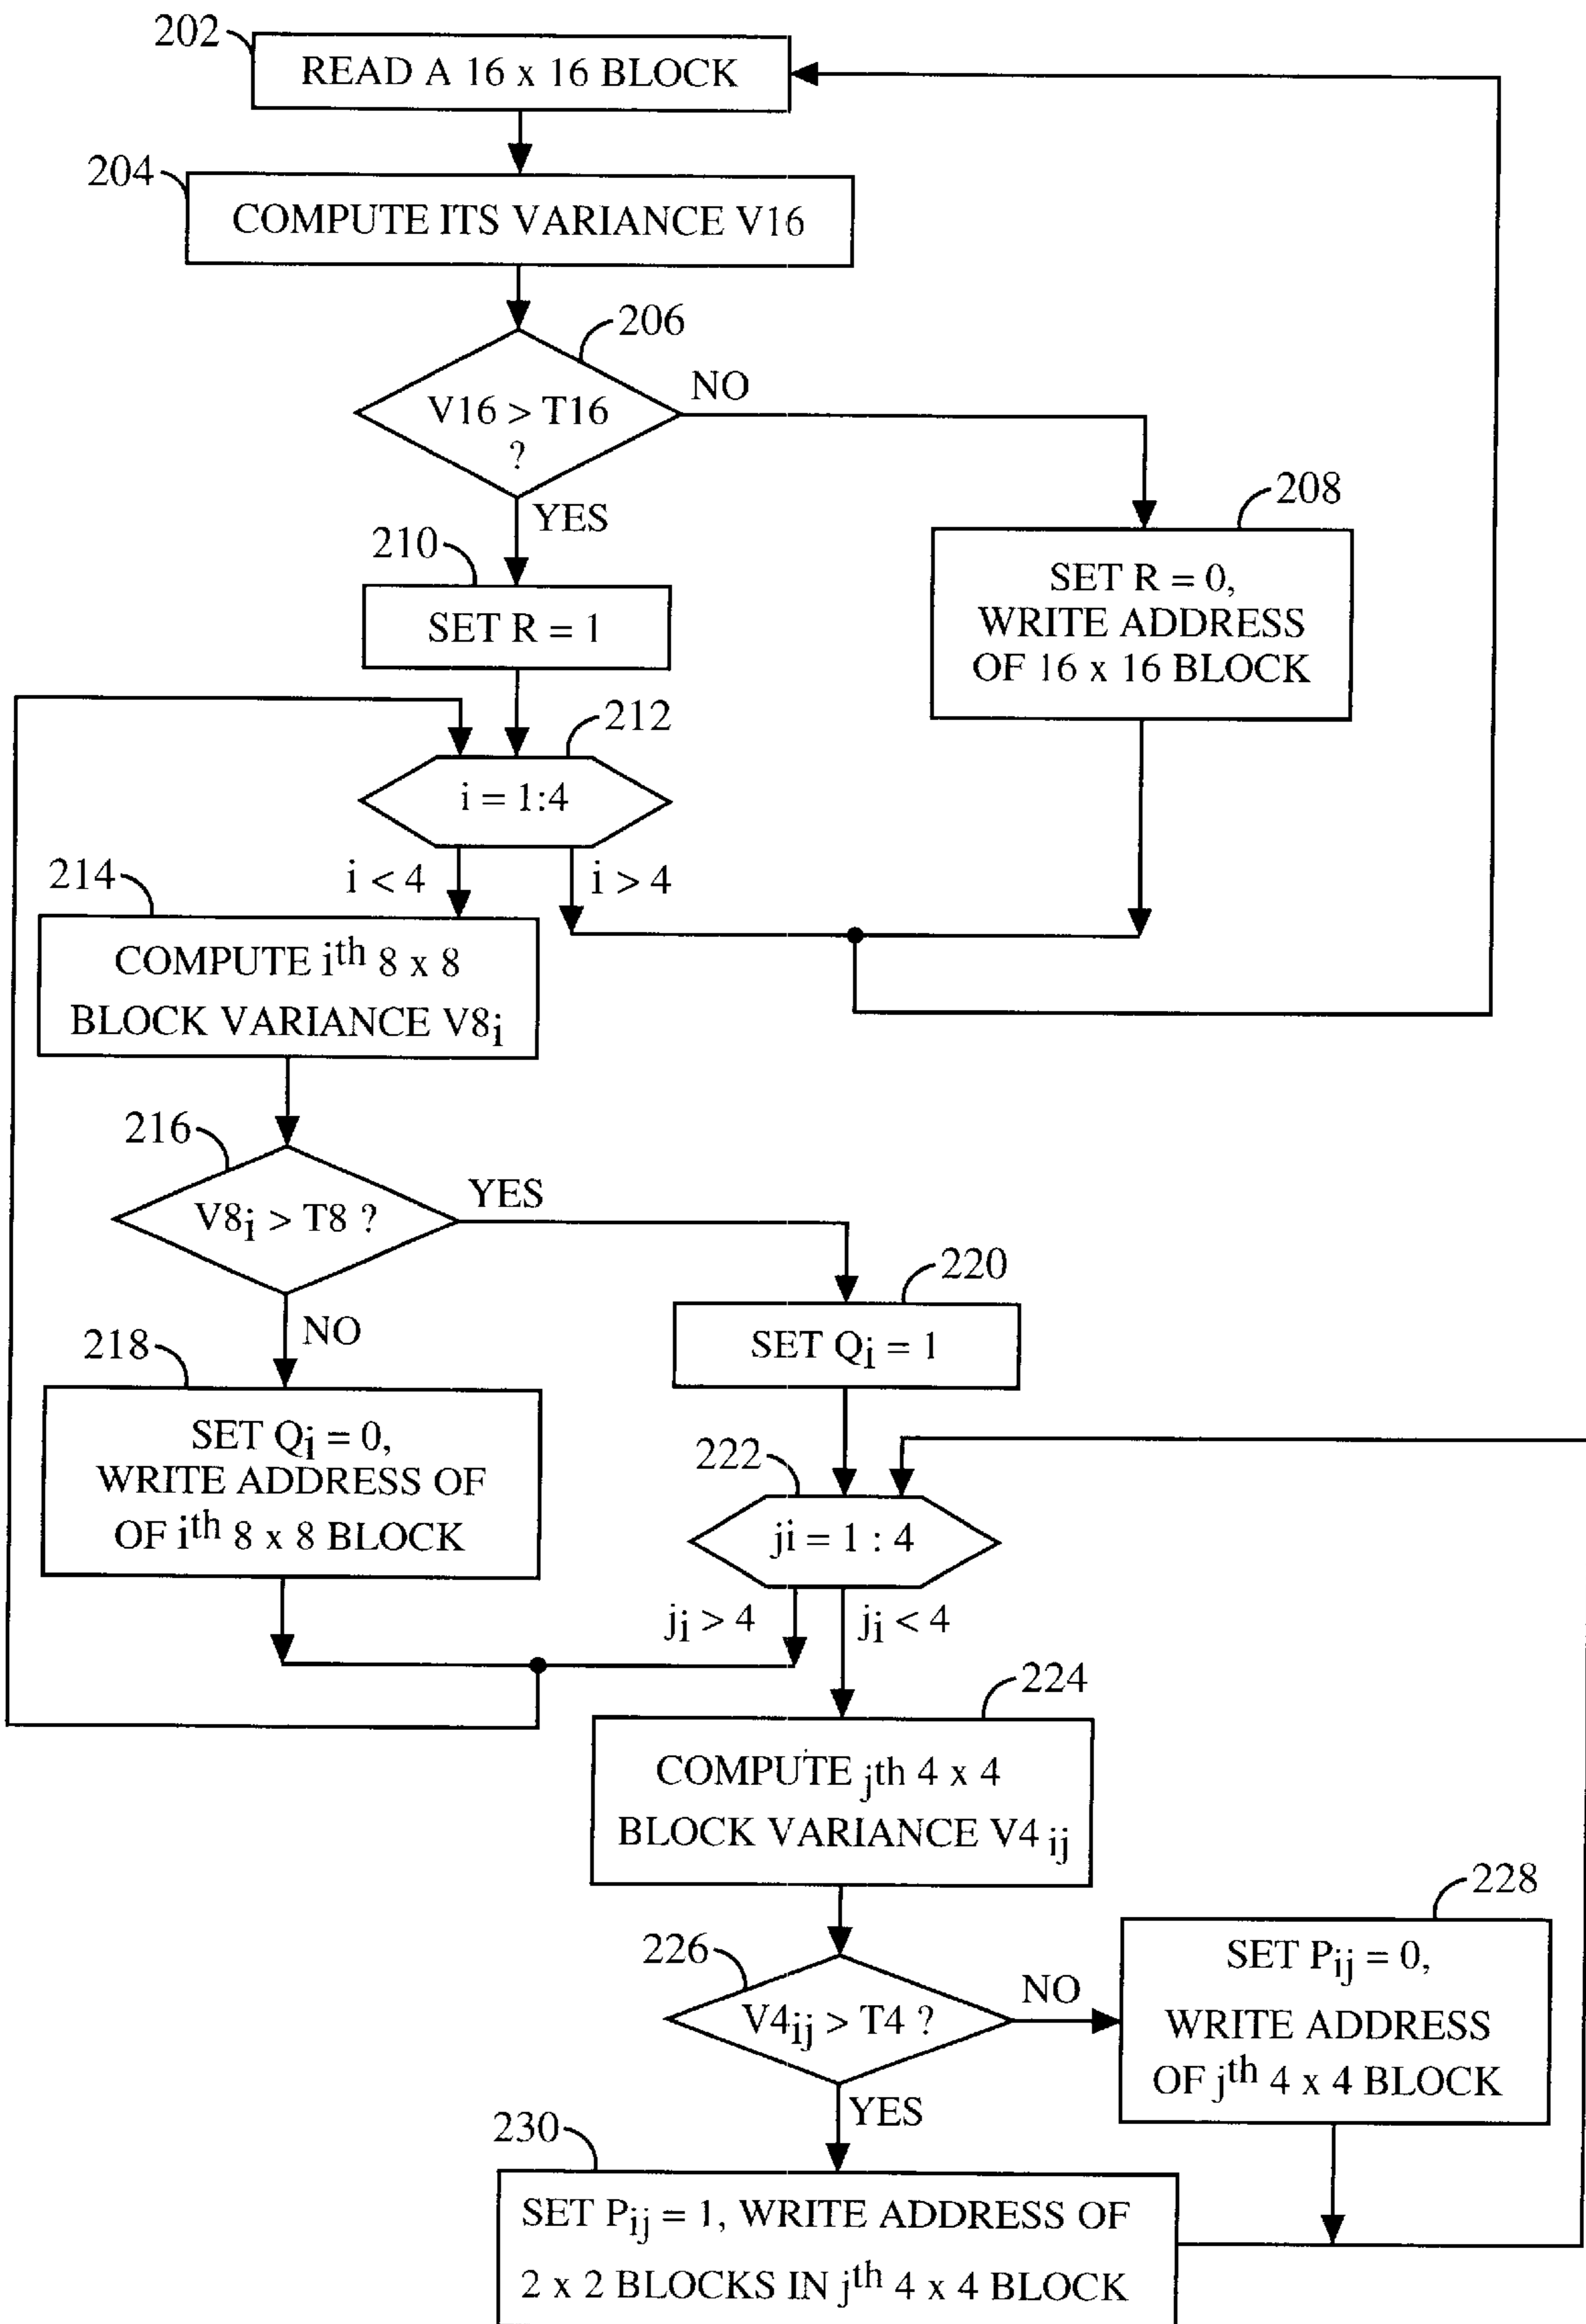 202
READ A 16 x 16 BLOCK
204
COMPUTE ITS VARIANCE V16
206
V16 > T16
?
NO
YES
208
SET R = 0,
WRITE ADDRESS
OF 16 x 16 BLOCK
210
SET R = 1
212
i = 1:4
i < 4
i > 4
214
COMPUTE ith 8 x 8
BLOCK VARIANCE V8i
216
V8i > T8 ?
YES
NO
220
SET Qi = 1
218
SET Qi = 0,
WRITE ADDRESS OF
OF ith 8 x 8 BLOCK
222
ji = 1 : 4
ji > 4
ji < 4
224
COMPUTE jth 4 x 4
BLOCK VARIANCE V4 ij
226
V4ij > T4 ?
NO
YES
228
SET Pij = 0,
WRITE ADDRESS
OF jth 4 x 4 BLOCK
230
SET Pij = 1, WRITE ADDRESS OF
2 x 2 BLOCKS IN jth 4 x 4 BLOCK